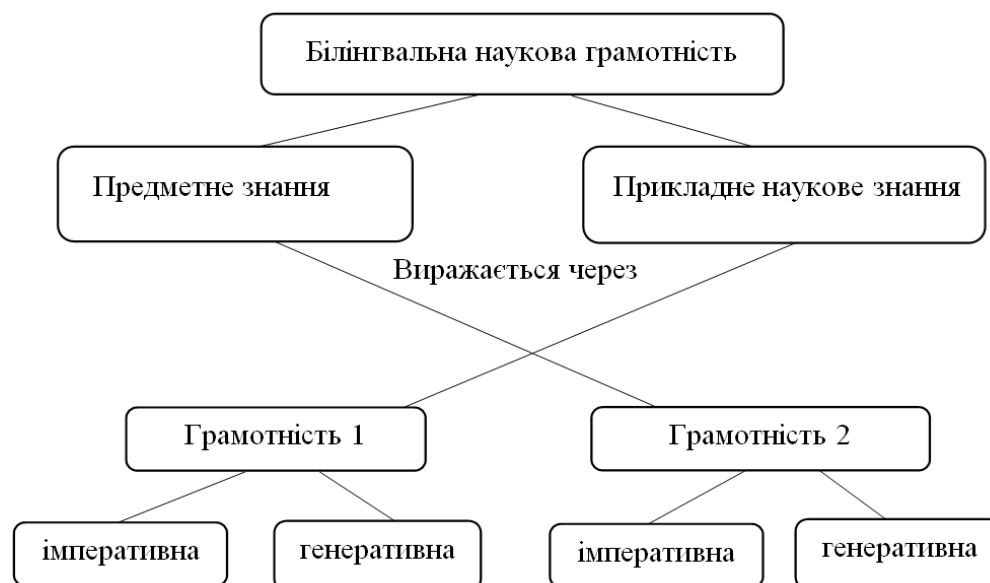 Білінгвальна наукова грамотність
Предметне знання
Прикладне наукове знання
Виражається через
Грамотність 1
Грамотність 2
імперативна
генеративна
імперативна
генеративна